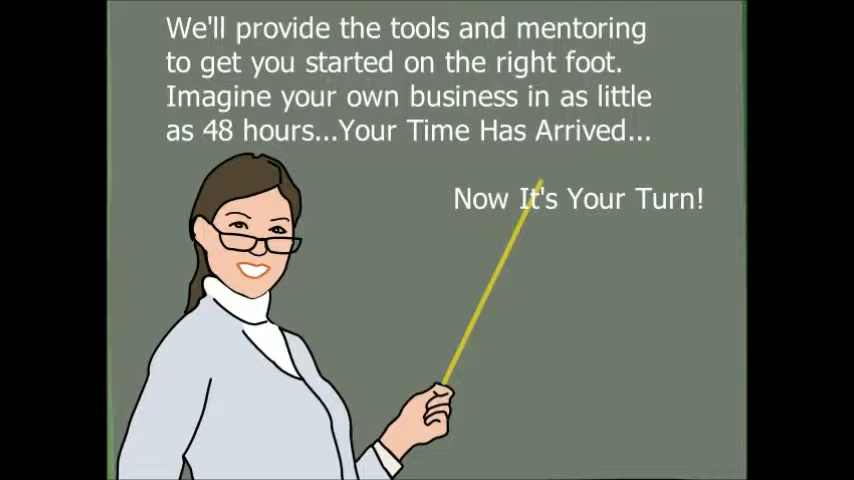 We'll provide the tools and mentoring
to get you started on the right foot.
Imagine your own business in as little
as 48 hours...Your Time Has Arrived...
Now It's Your Turn!